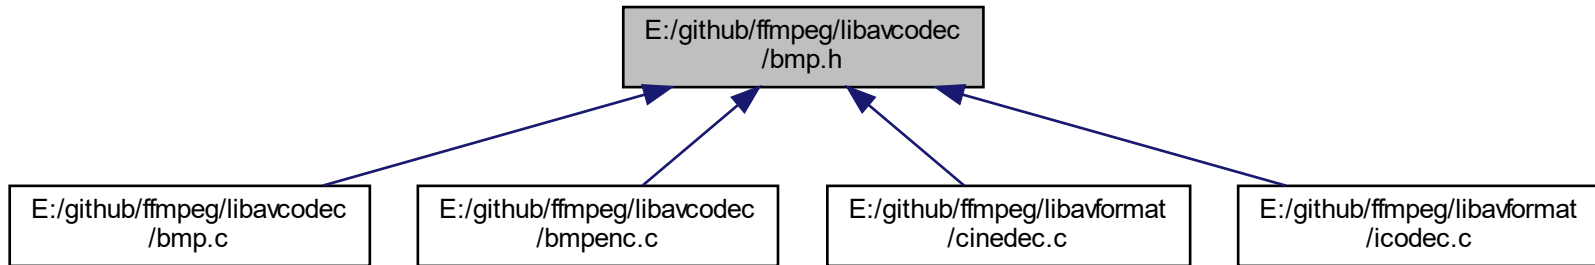 E:/github/ffmpeg/libavcodec
/bmp.h
E:/github/ffmpeg/libavcodec
/bmp.c
E:/github/ffmpeg/libavcodec
/bmpenc.c
E:/github/ffmpeg/libavformat
/cinedec.c
E:/github/ffmpeg/libavformat
/icodec.c